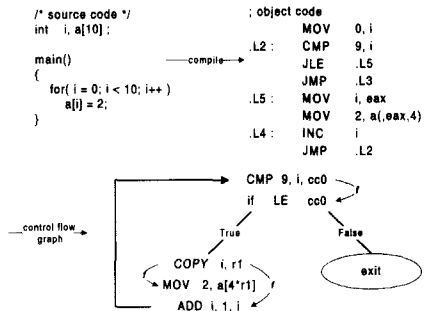 /* source code */
int i, a[10] ;
main()
{
for( i = 0; i < 10; i++ )
a[i] = 2;
}
compile
; object code
MOV 0, i
.L2 : CMP 9, i
JLE .L5
JMP .L3
.L5 : MOV i, eax
MOV 2, a(,eax,4)
.L4 : INC i
JMP .L2
control flow
graph
CMP 9, i, cc0
f
if LE cc0
True
False
COPY i, r1
f
f
MOV 2, a[4*r1]
ADD i, 1, i
exit